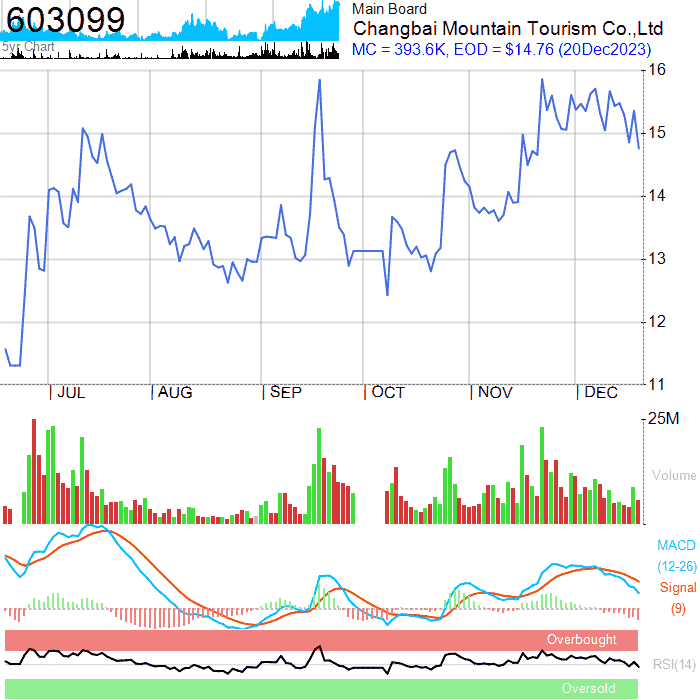 603099
5yr Chart
Main Board
Changbai Mountain Tourism Co.,Ltd
MC = 393.6K, EOD = $14.76 (20Dec2023)
16
15
14
13
12
11
JUL AUG SEP OCT NOV DEC
25M
Volume
MACD
(12-26)
Signal
(9)
Overbought
RSI(14)
Oversold